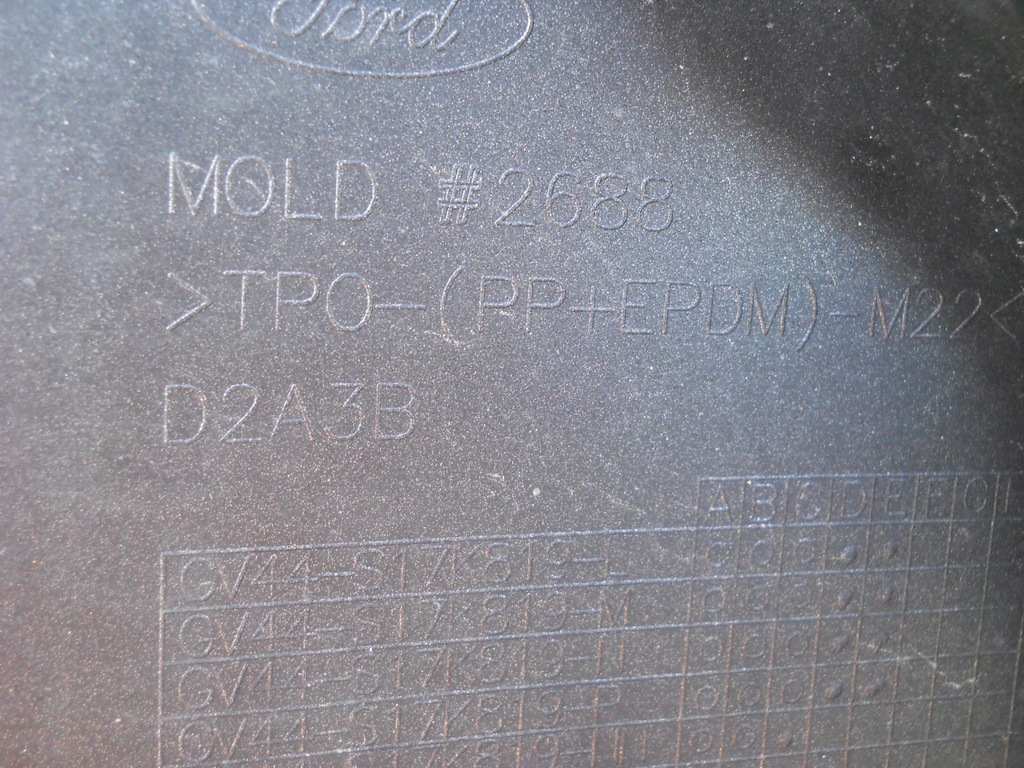 Ford
MOLD #2688
>TPO-(PP+EPDM)-M22<
D2A3B
A B C D E F G
GV44-S17K819-L
GV44-S17K819-M
GV44-S17K819-N
GV44-S17K819-P